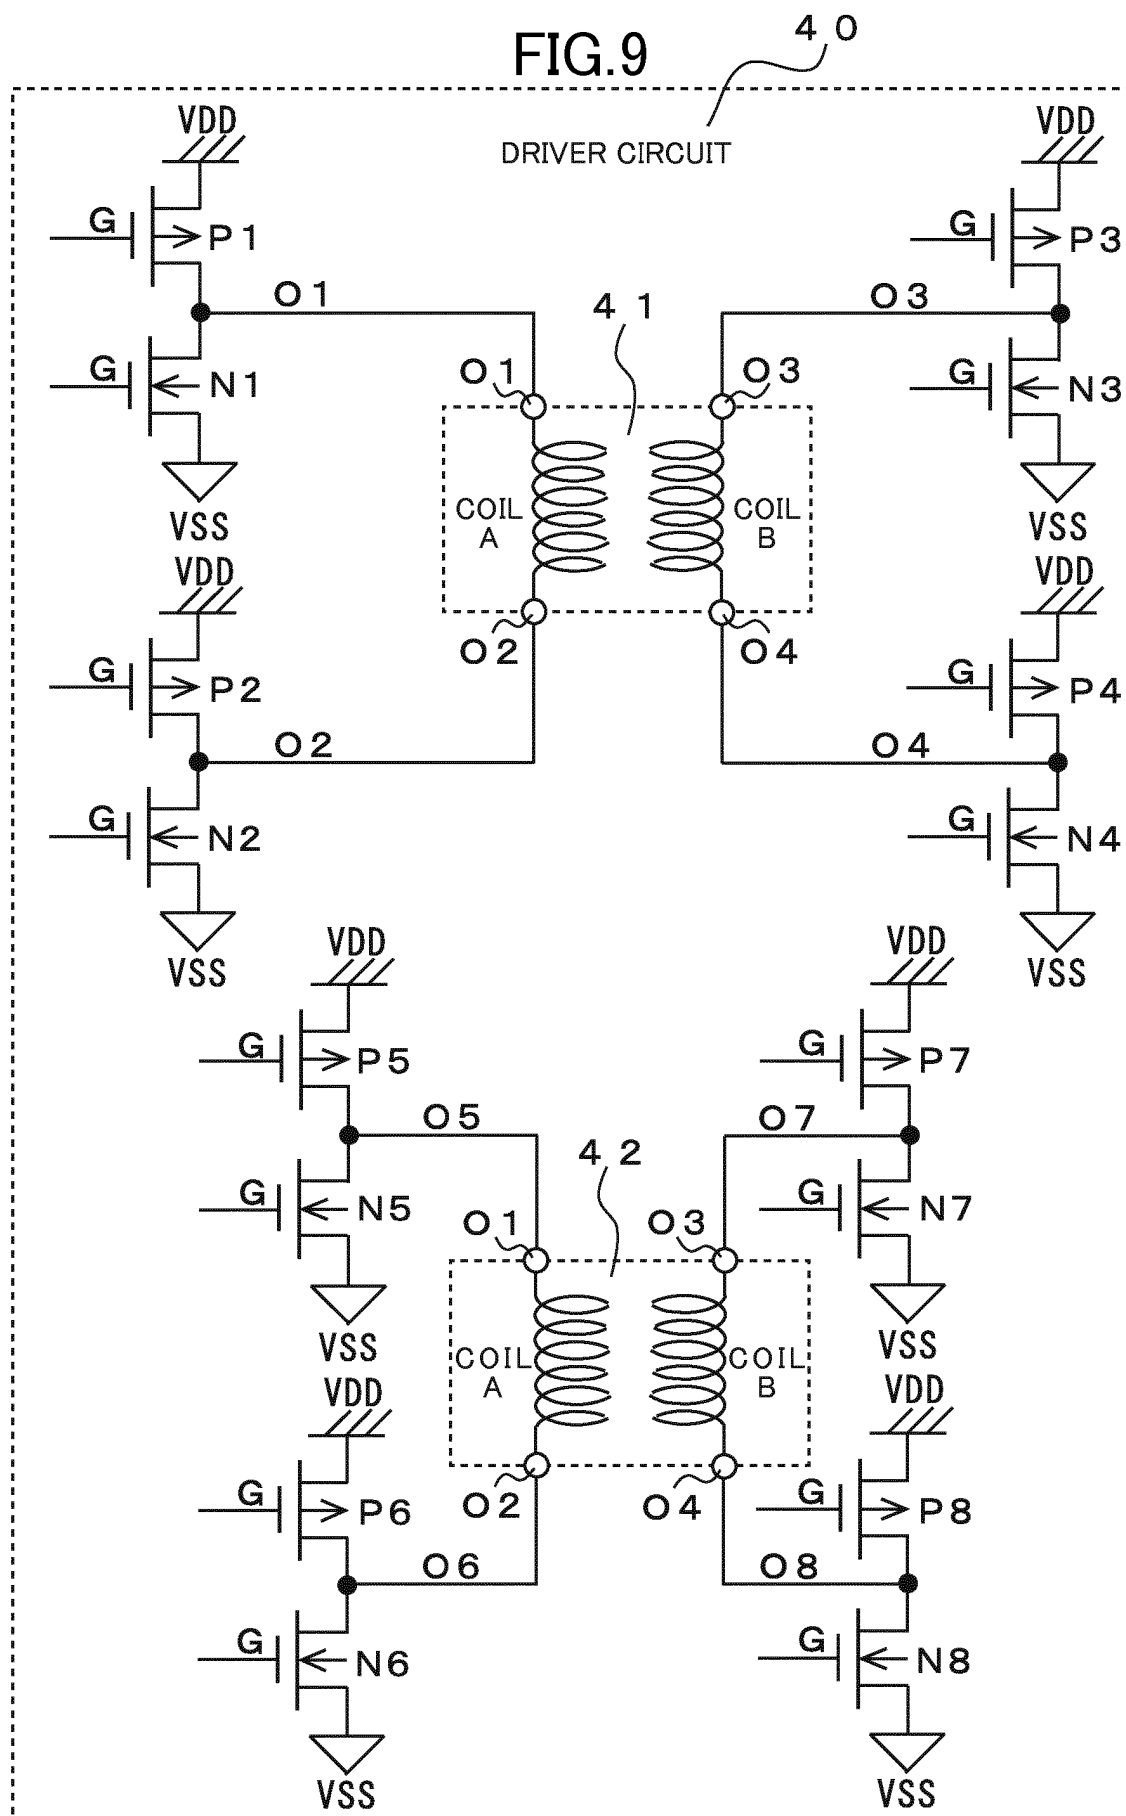 40
FIG.9
DRIVER CIRCUIT
VDD
VDD
G P1
G P3
O1
O3
41
G N1
O1
O3
G N3
COIL A
COIL B
VSS
VSS
VDD
VDD
O2
O4
G P2
G P4
O2
O4
G N2
G N4
VSS
VSS
VDD
VDD
G P5
G P7
O5
O7
42
G N5
O1
O3
G N7
VSS
VSS
COIL A
COIL B
VDD
VDD
O2
O4
G P6
G P8
O6
O8
G N6
G N8
VSS
VSS